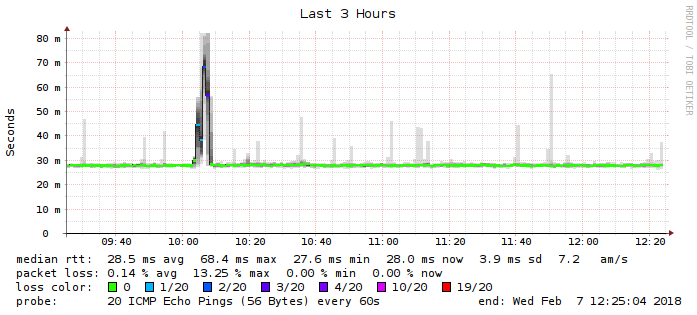 Last 3 Hours
RRDTOOL / TOBI OETIKER
Seconds
80 m
70 m
60 m
50 m
40 m
30 m
20 m
10 m
0
09:40 10:00 10:20 10:40 11:00 11:20 11:40 12:00 12:20
median rtt: 28.5 ms avg 68.4 ms max 27.6 ms min 28.0 ms now 3.9 ms sd 7.2 am/s
packet loss: 0.14 % avg 13.25 % max 0.00 % min 0.00 % now
loss color: 0 1/20 2/20 3/20 4/20 10/20 19/20
probe: 20 ICMP Echo Pings (56 Bytes) every 60s end: Wed Feb 7 12:25:04 2018